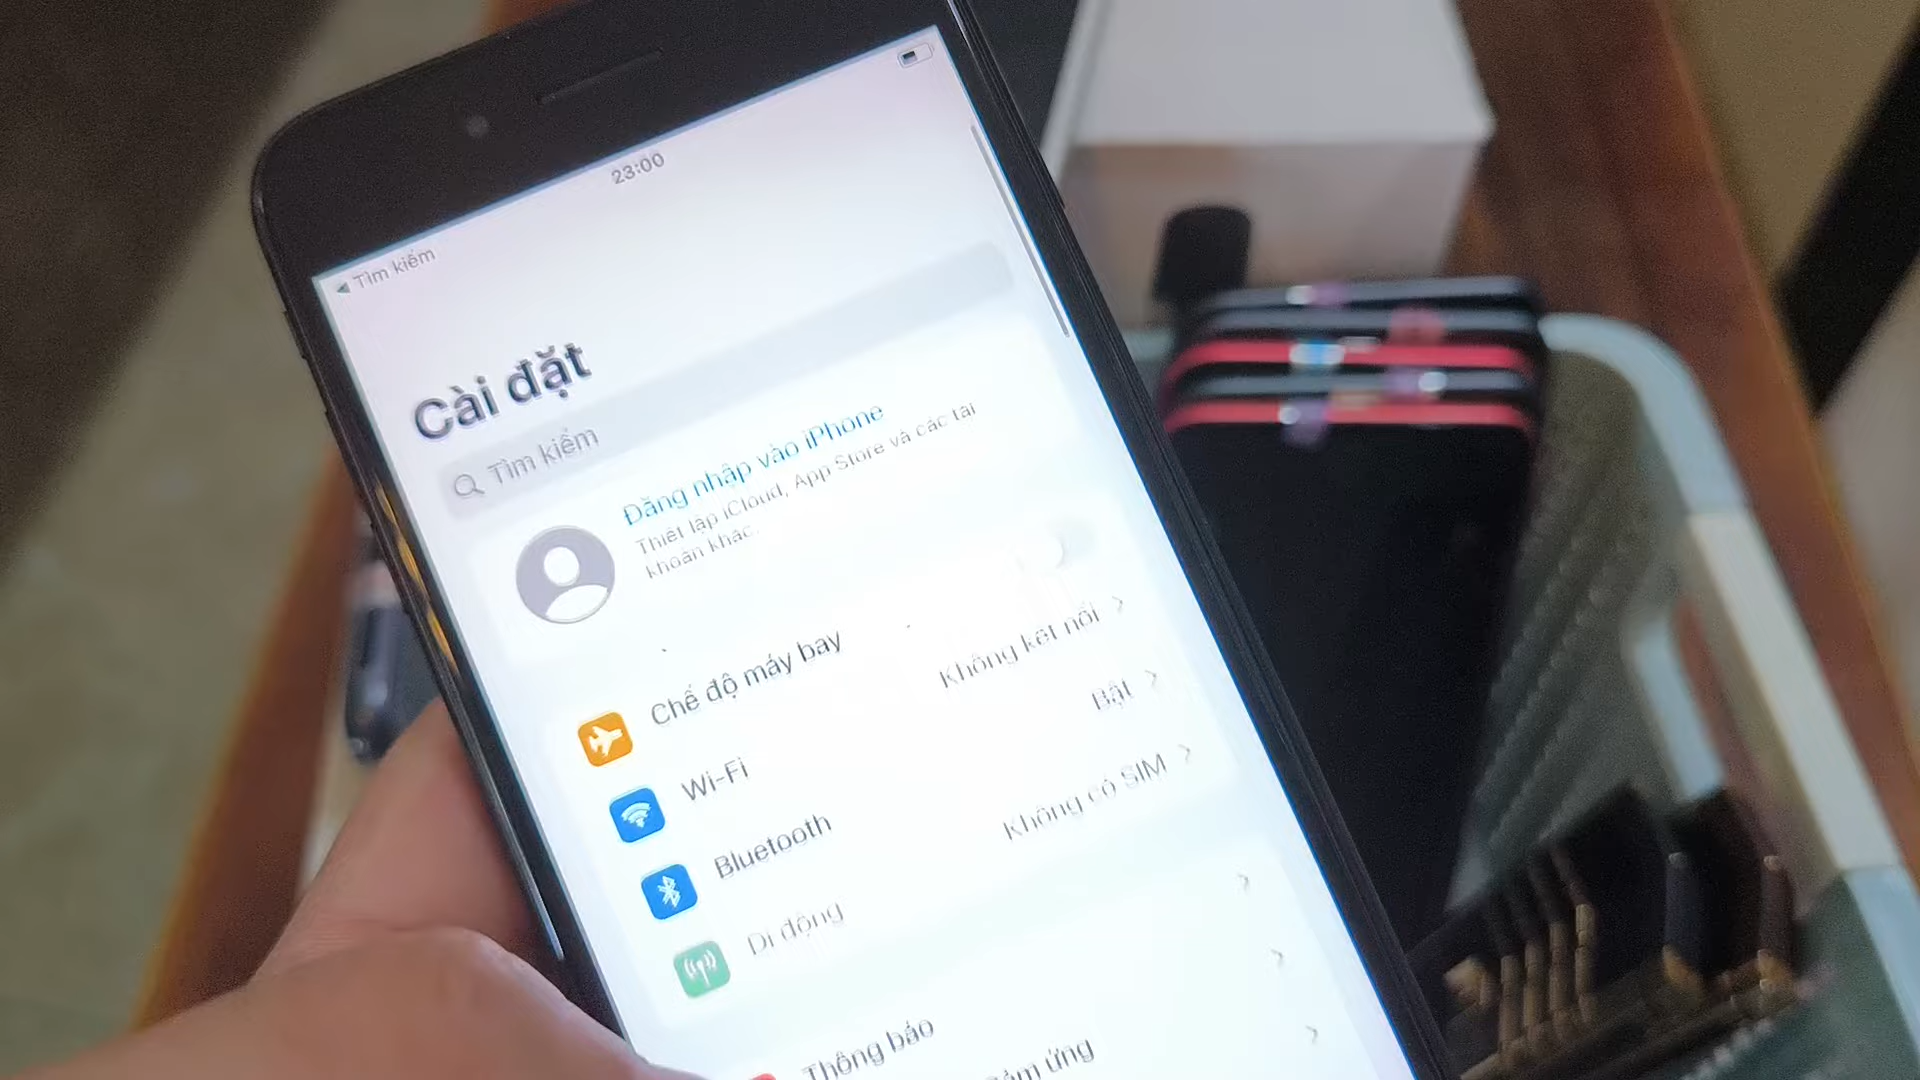 23:00
Tìm kiếm
Cài đặt
Tìm kiếm
Đăng nhập vào iPhone
Thiết lập iCloud, App Store và các tài
khoản khác.
Chế độ máy bay
Wi-Fi
Không kết nối
Bluetooth
Bật
Di động
Không có SIM
Thông báo
ứng